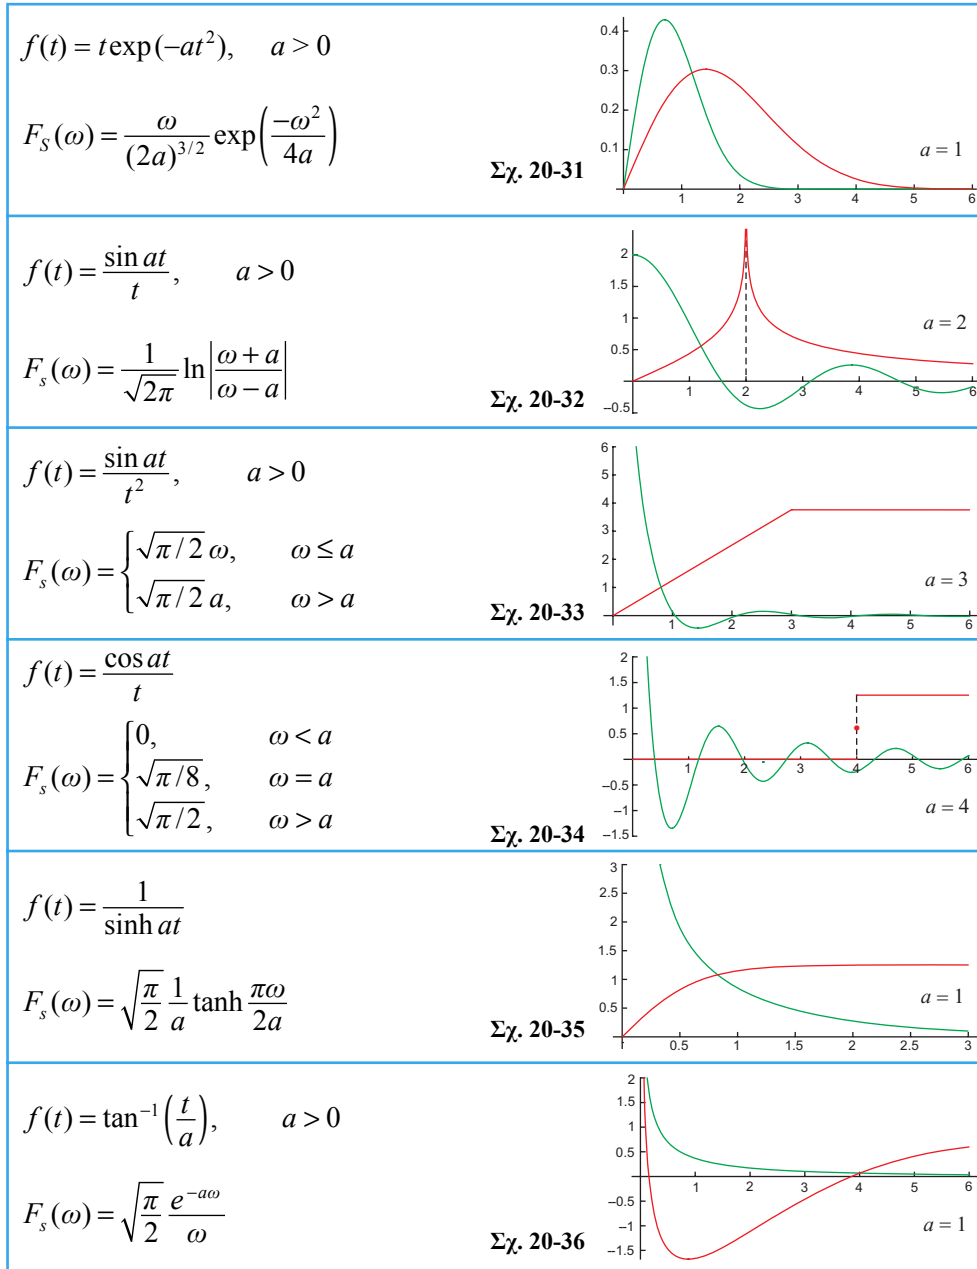 f(t) = t exp(−at²), a > 0
F_S(ω) = ω/(2a)^{3/2} exp(−ω²/4a)
Σχ. 20-31
0.4
0.3
0.2
0.1
a = 1
1 2 3 4 5 6
f(t) = sin at/t, a > 0
F_s(ω) = 1/√(2π) ln|(ω + a)/(ω − a)|
Σχ. 20-32
2
1.5
1
0.5
−0.5
a = 2
1 2 3 4 5 6
f(t) = sin at/t², a > 0
F_s(ω) = { √(π/2) ω, ω ≤ a
√(π/2) a, ω > a
Σχ. 20-33
6
5
4
3
2
1
a = 3
1 2 3 4 5 6
f(t) = cos at/t
F_s(ω) = { 0, ω < a
√(π/8), ω = a
√(π/2), ω > a
Σχ. 20-34
2
1.5
1
0.5
−0.5
−1
−1.5
1 2 3 4 5 6
a = 4
f(t) = 1/sinh at
F_s(ω) = √(π/2) 1/a tanh πω/2a
Σχ. 20-35
3
2.5
2
1.5
1
0.5
a = 1
0.5 1 1.5 2 2.5 3
f(t) = tan⁻¹(t/a), a > 0
F_s(ω) = √(π/2) e^{−aω}/ω
Σχ. 20-36
2
1.5
1
0.5
−0.5
−1
−1.5
1 2 3 4 5 6
a = 1